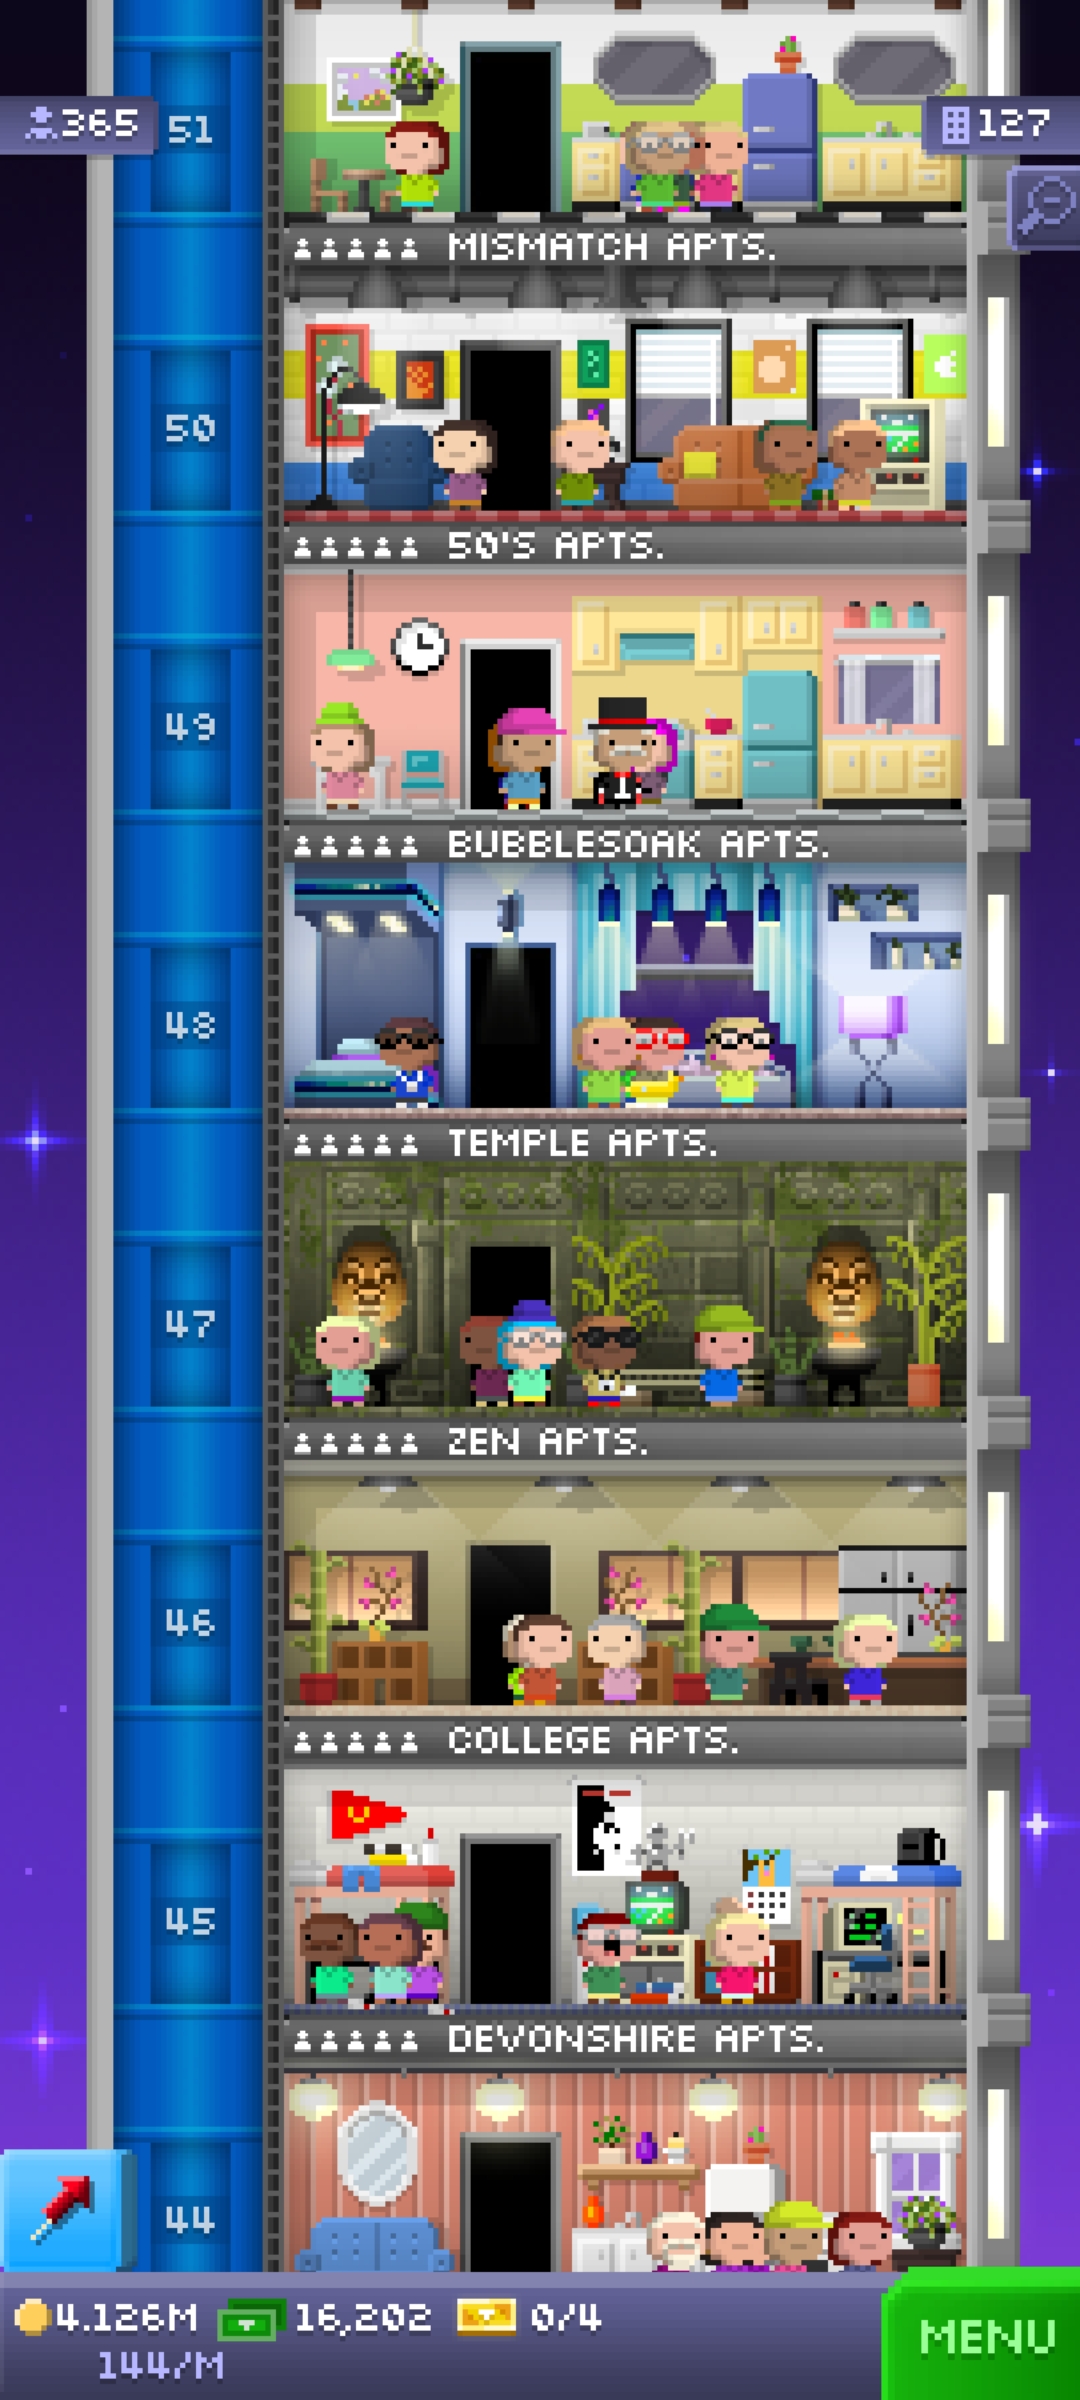 365
51
127
MISMATCH APTS.
50
50'S APTS.
49
BUBBLESOAK APTS.
48
TEMPLE APTS.
47
ZEN APTS.
46
COLLEGE APTS.
45
DEVONSHIRE APTS.
44
4.126M 16,202 0/4
144/M
MENU